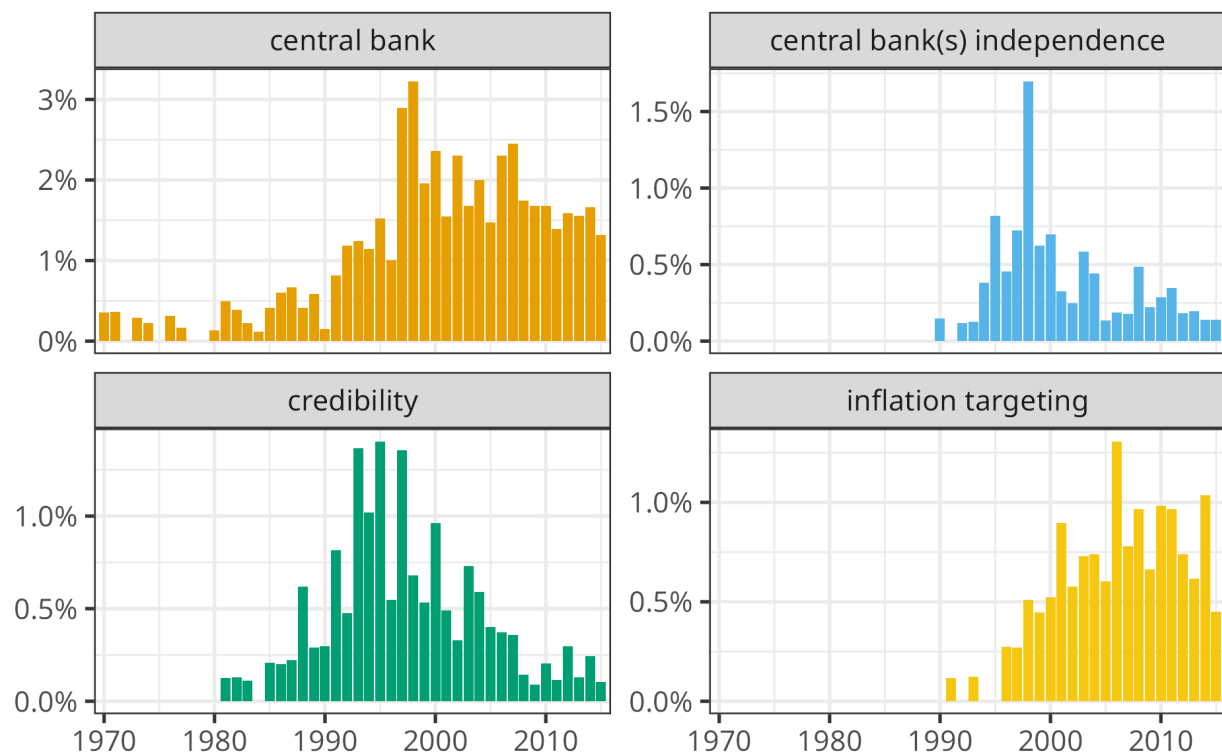 central bank
central bank(s) independence
3%
2%
1%
0%
1.5%
1.0%
0.5%
0.0%
credibility
inflation targeting
1.0%
0.5%
0.0%
1.0%
0.5%
0.0%
1970 1980 1990 2000 2010
1970 1980 1990 2000 2010